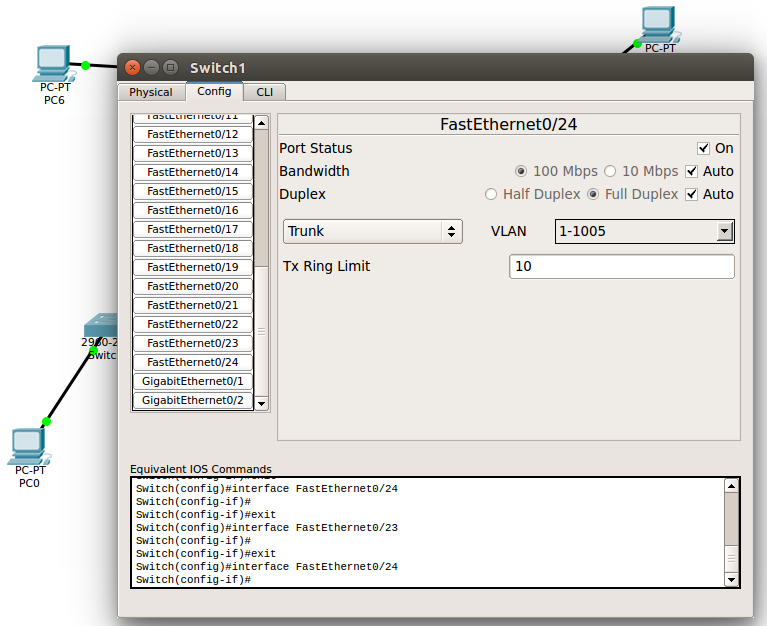 PC-PT
PC6
PC-PT
Switch1
Physical
Config
CLI
FastEthernet0/11
FastEthernet0/12
FastEthernet0/13
FastEthernet0/14
FastEthernet0/15
FastEthernet0/16
FastEthernet0/17
FastEthernet0/18
FastEthernet0/19
FastEthernet0/20
FastEthernet0/21
FastEthernet0/22
FastEthernet0/23
FastEthernet0/24
GigabitEthernet0/1
GigabitEthernet0/2
FastEthernet0/24
Port Status
On
Bandwidth
100 Mbps
10 Mbps
Auto
Duplex
Half Duplex
Full Duplex
Auto
Trunk
VLAN
1-1005
Tx Ring Limit
10
2960-2
Switc
PC-PT
PC0
Equivalent IOS Commands
Switch(config-if)#exit
Switch(config)#interface FastEthernet0/24
Switch(config-if)#
Switch(config-if)#exit
Switch(config)#interface FastEthernet0/23
Switch(config-if)#
Switch(config-if)#exit
Switch(config)#interface FastEthernet0/24
Switch(config-if)#